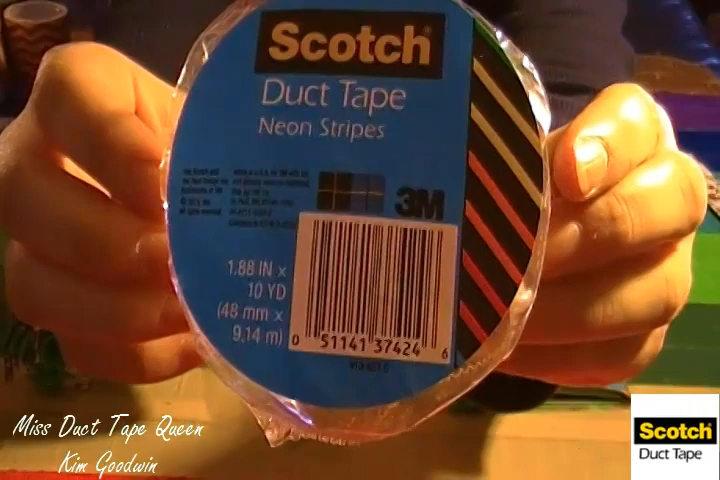 Scotch
Duct Tape
Neon Stripes
3M
1.88 IN x
10 YD
(48 mm x
9,14 m)
0 51141 37424 6
Miss Duct Tape Queen
Kim Goodwin
Scotch
Duct Tape